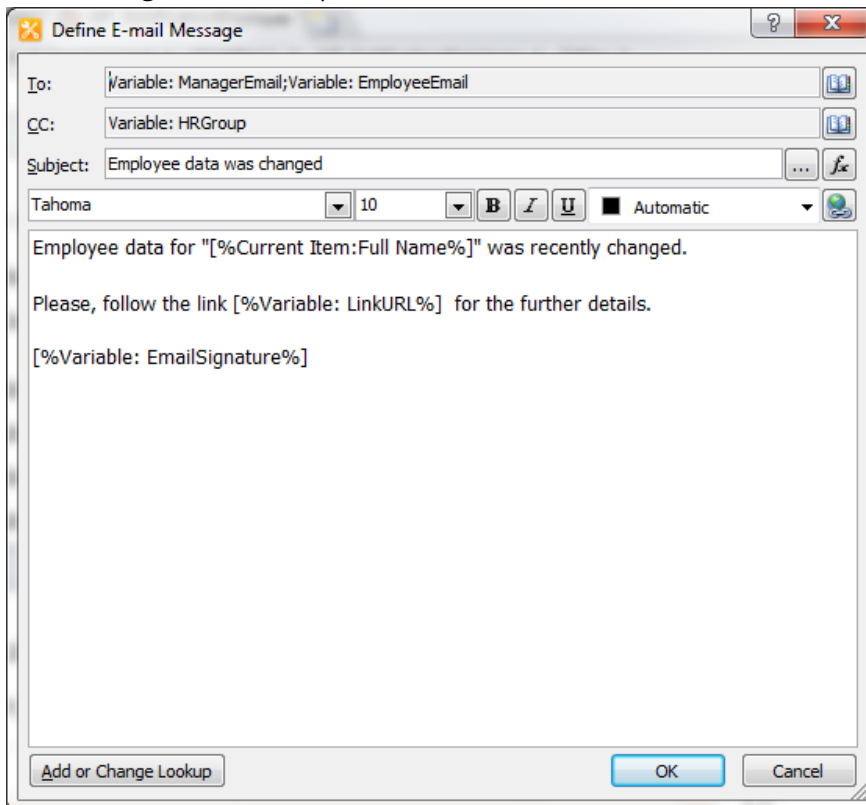 Define E-mail Message
To: Variable: ManagerEmail;Variable: EmployeeEmail
CC: Variable: HRGroup
Subject: Employee data was changed ... fx
Tahoma 10 B I U Automatic
Employee data for "[%Current Item:Full Name%]" was recently changed.
Please, follow the link [%Variable: LinkURL%]  for the further details.
[%Variable: EmailSignature%]
Add or Change Lookup OK Cancel